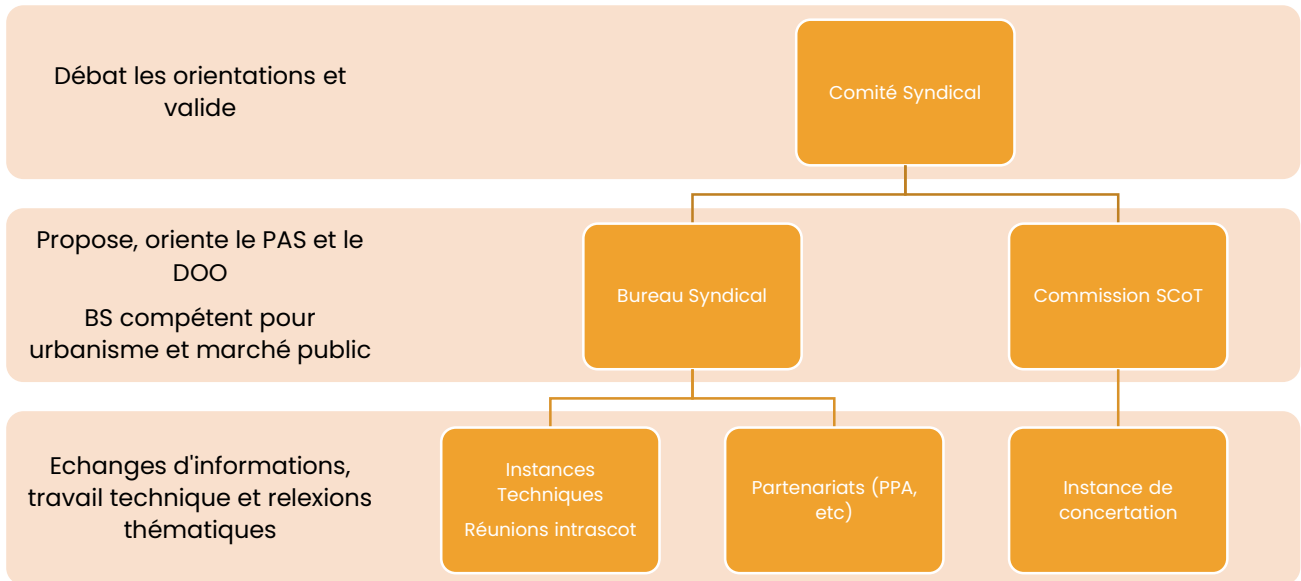 Débat les orientations et
valide
Comité Syndical
Propose, oriente le PAS et le
DOO
BS compétent pour
urbanisme et marché public
Bureau Syndical
Commission SCoT
Echanges d'informations,
travail technique et relexions
thématiques
Instances
Techniques
Réunions intrascot
Partenariats (PPA,
etc)
Instance de
concertation